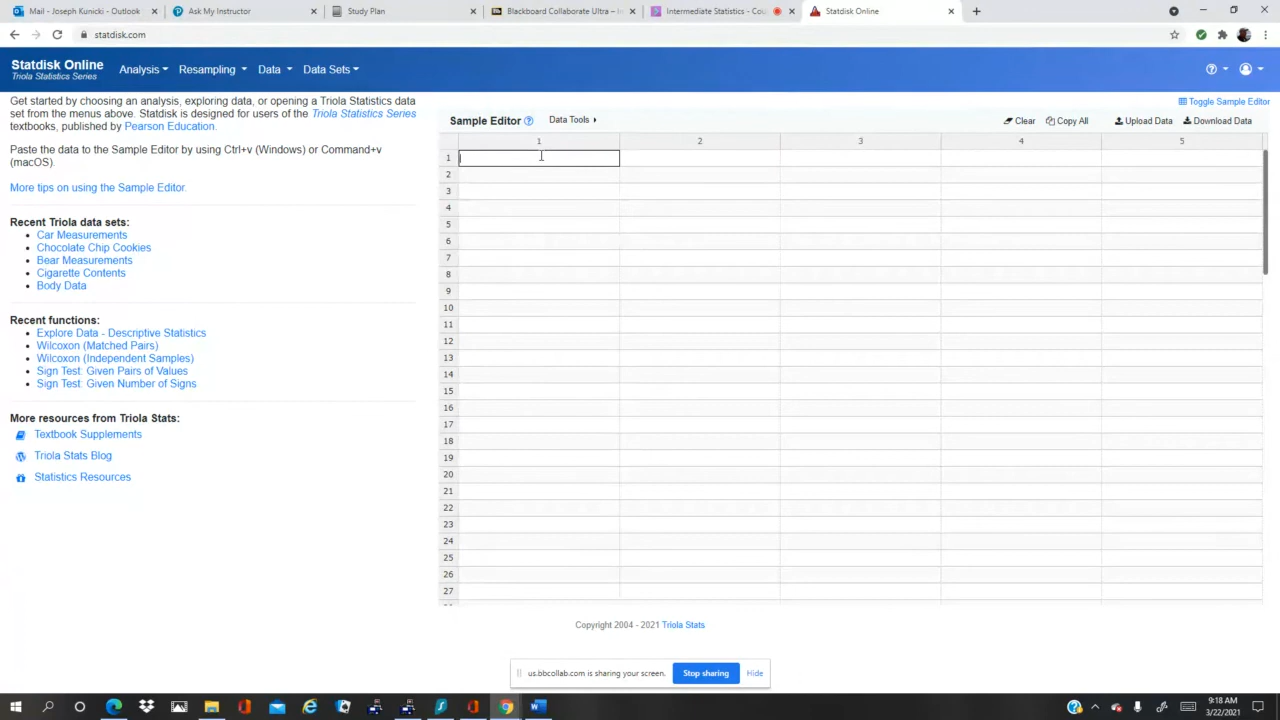 Mail - Joseph Kunicki - Outlook
Ask My Instructor
Study Plan
Blackboard Collaborate Ultra – In
Intermediate Statistics - Cou
Statdisk Online
statdisk.com
Statdisk Online
Triola Statistics Series
Analysis
Resampling
Data
Data Sets
Get started by choosing an analysis, exploring data, or opening a Triola Statistics data
set from the menus above. Statdisk is designed for users of the Triola Statistics Series
textbooks, published by Pearson Education.
Paste the data to the Sample Editor by using Ctrl+v (Windows) or Command+v
(macOS).
More tips on using the Sample Editor.
Recent Triola data sets:
Car Measurements
Chocolate Chip Cookies
Bear Measurements
Cigarette Contents
Body Data
Recent functions:
Explore Data - Descriptive Statistics
Wilcoxon (Matched Pairs)
Wilcoxon (Independent Samples)
Sign Test: Given Pairs of Values
Sign Test: Given Number of Signs
More resources from Triola Stats:
Textbook Supplements
Triola Stats Blog
Statistics Resources
Toggle Sample Editor
Sample Editor
Data Tools
Clear
Copy All
Upload Data
Download Data
1 2 3 4 5
1
2
3
4
5
6
7
8
9
10
11
12
13
14
15
16
17
18
19
20
21
22
23
24
25
26
27
Copyright 2004 - 2021 Triola Stats
us.bbcollab.com is sharing your screen.
Stop sharing
Hide
9:18 AM
3/22/2021